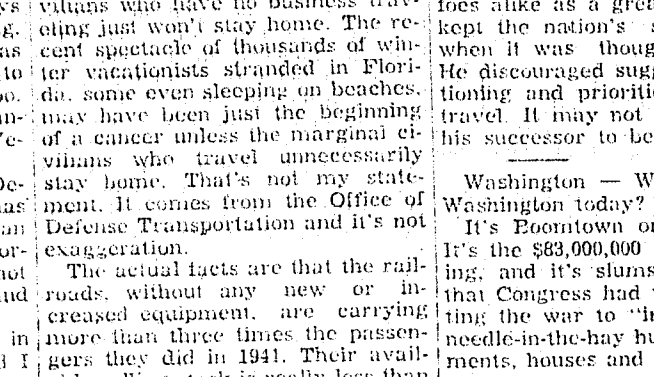 vilians who have no business trav-
eling just won't stay home. The re-
cent spectacle of thousands of win-
ter vacationists stranded in Flori-
da, some even sleeping on beaches,
may have been just the beginning
of a cancer unless the marginal ci-
vilians who travel unnecessarily
stay home. That's not my state-
ment. It comes from the Office of
Defense Transportation and it's not
exaggeration.
The actual facts are that the rail-
roads, without any new or in-
creased equipment, are carrying
more than three times the passen-
gers they did in 1941. Their avail-
foes alike as a grea
kept the nation's
when it was thoug
He discouraged sugg
tioning and prioriti
travel. It may not
his successor to be
Washington — W
Washington today?
It's Boomtown or
It's the $83,000,000
ing, and it's slums
that Congress had
ting the war to "in
needle-in-the-hay hu
ments, houses and